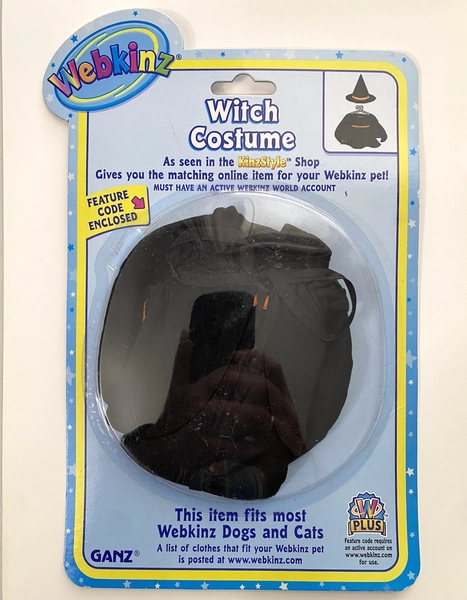 Webkinz®
Witch
Costume
As seen in the KinzStyle™ Shop
Gives you the matching online item for your Webkinz pet!
MUST HAVE AN ACTIVE WEBKINZ WORLD ACCOUNT
FEATURE
CODE
ENCLOSED
This item fits most
Webkinz Dogs and Cats
A list of clothes that fit your Webkinz pet
is posted at www.webkinz.com
GANZ®
W
PLUS
Feature code requires
an active account on
www.webkinz.com
for use.